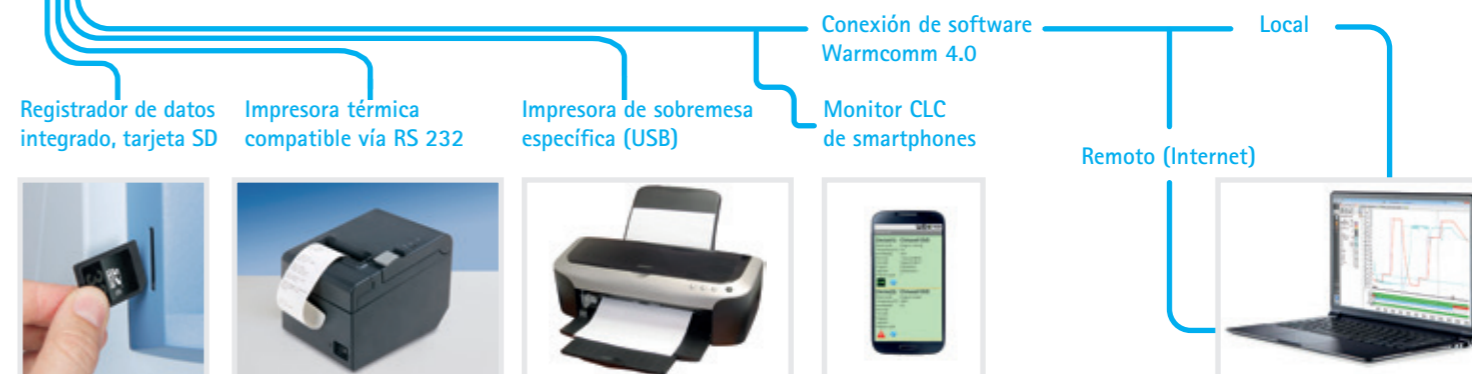 Conexión de software
Warmcomm 4.0
Local
Registrador de datos
integrado, tarjeta SD
Impresora térmica
compatible vía RS 232
Impresora de sobremesa
específica (USB)
Monitor CLC
de smartphones
Remoto (Internet)